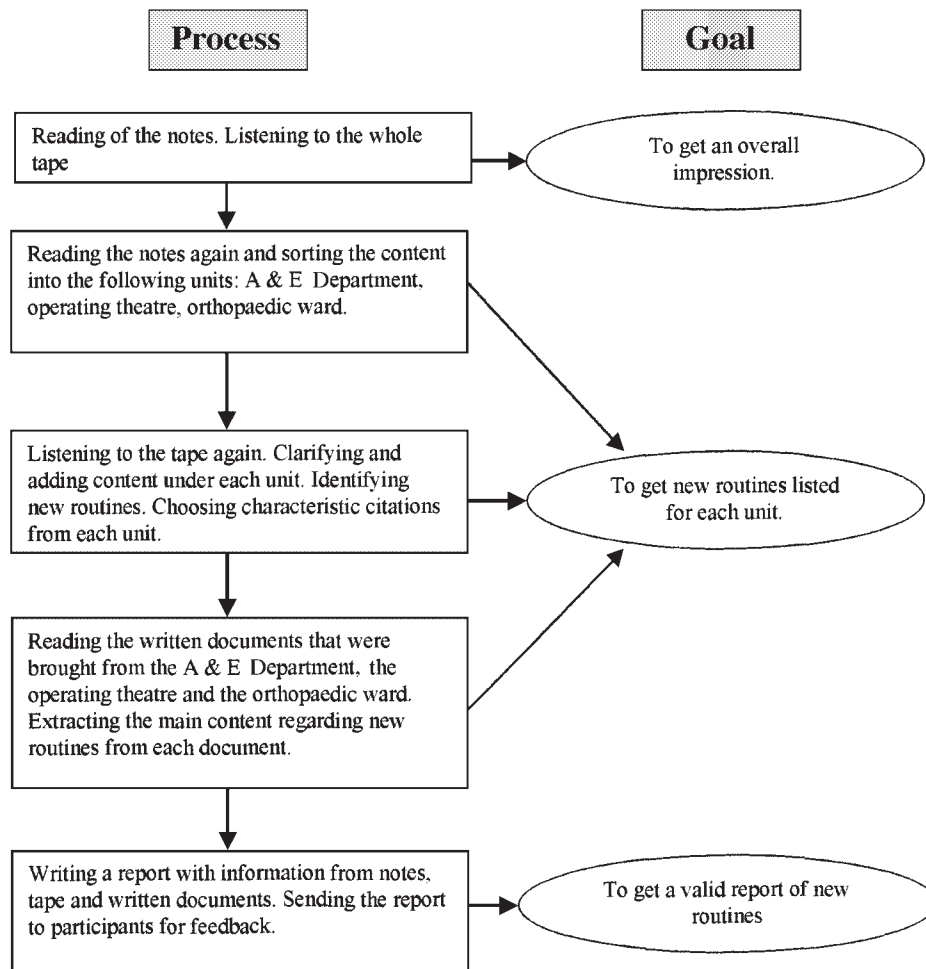 Process
Goal
Reading of the notes. Listening to the whole
tape
To get an overall
impression.
Reading the notes again and sorting the content
into the following units: A & E Department,
operating theatre, orthopaedic ward.
Listening to the tape again. Clarifying and
adding content under each unit. Identifying
new routines. Choosing characteristic citations
from each unit.
To get new routines listed
for each unit.
Reading the written documents that were
brought from the A & E Department, the
operating theatre and the orthopaedic ward.
Extracting the main content regarding new
routines from each document.
Writing a report with information from notes,
tape and written documents. Sending the report
to participants for feedback.
To get a valid report of new
routines